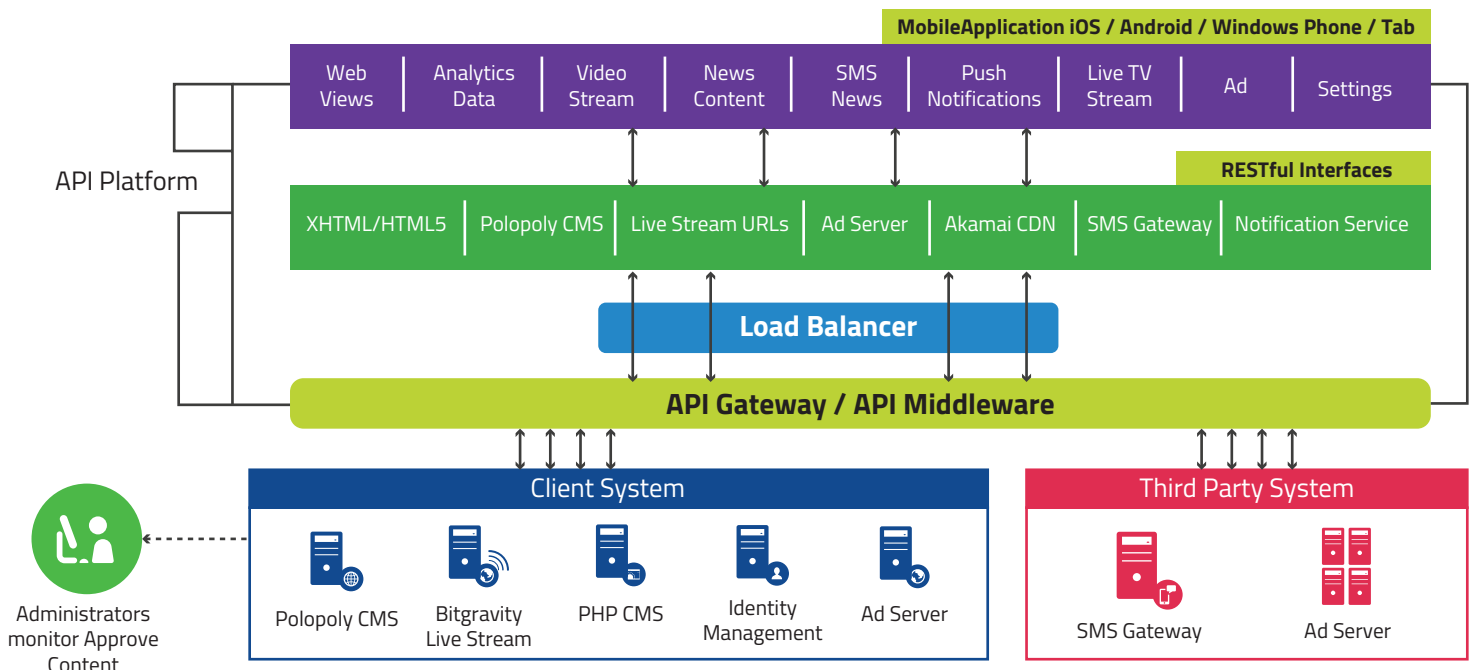 MobileApplication iOS / Android / Windows Phone / Tab
Web
Views
Analytics
Data
Video
Stream
News
Content
SMS
News
Push
Notifications
Live TV
Stream
Ad
Settings
API Platform
RESTful Interfaces
XHTML/HTML5
Polopoly CMS
Live Stream URLs
Ad Server
Akamai CDN
SMS Gateway
Notification Service
Load Balancer
API Gateway / API Middleware
Client System
Polopoly CMS
Bitgravity
Live Stream
PHP CMS
Identity
Management
Ad Server
Third Party System
SMS Gateway
Ad Server
Administrators
monitor Approve
Content